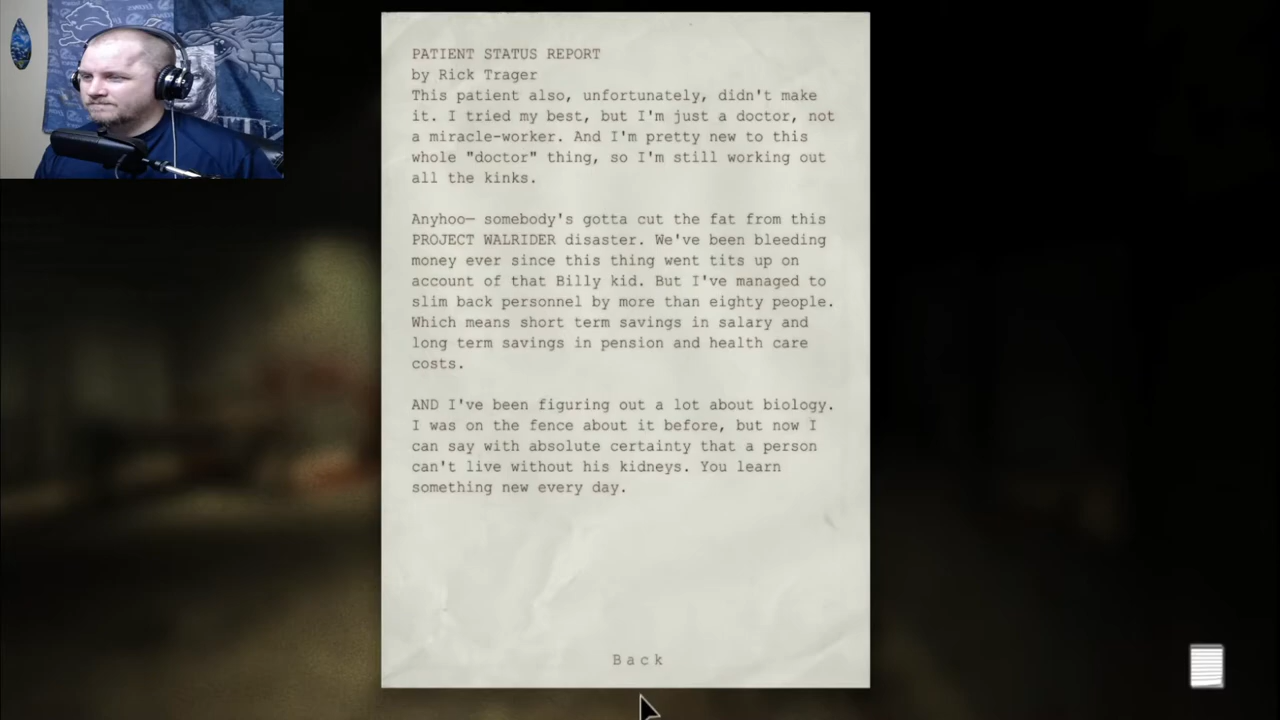 PATIENT STATUS REPORT
by Rick Trager
This patient also, unfortunately, didn't make
it. I tried my best, but I'm just a doctor, not
a miracle-worker. And I'm pretty new to this
whole "doctor" thing, so I'm still working out
all the kinks.
Anyhoo— somebody's gotta cut the fat from this
PROJECT WALRIDER disaster. We've been bleeding
money ever since this thing went tits up on
account of that Billy kid. But I've managed to
slim back personnel by more than eighty people.
Which means short term savings in salary and
long term savings in pension and health care
costs.
AND I've been figuring out a lot about biology.
I was on the fence about it before, but now I
can say with absolute certainty that a person
can't live without his kidneys. You learn
something new every day.
Back